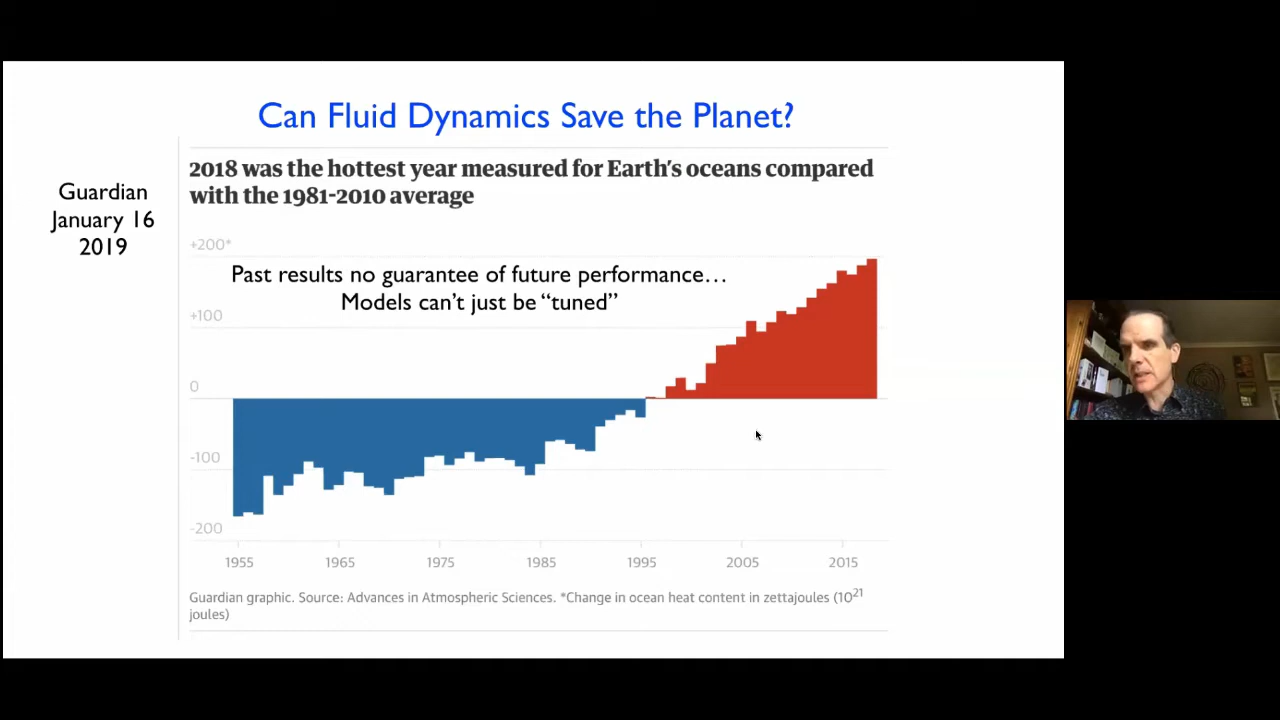 Can Fluid Dynamics Save the Planet?
Guardian
January 16
2019
2018 was the hottest year measured for Earth's oceans compared
with the 1981-2010 average
+200*
Past results no guarantee of future performance…
Models can't just be “tuned”
+100
0
-100
-200
1955 1965 1975 1985 1995 2005 2015
Guardian graphic. Source: Advances in Atmospheric Sciences. *Change in ocean heat content in zettajoules (10²¹
joules)